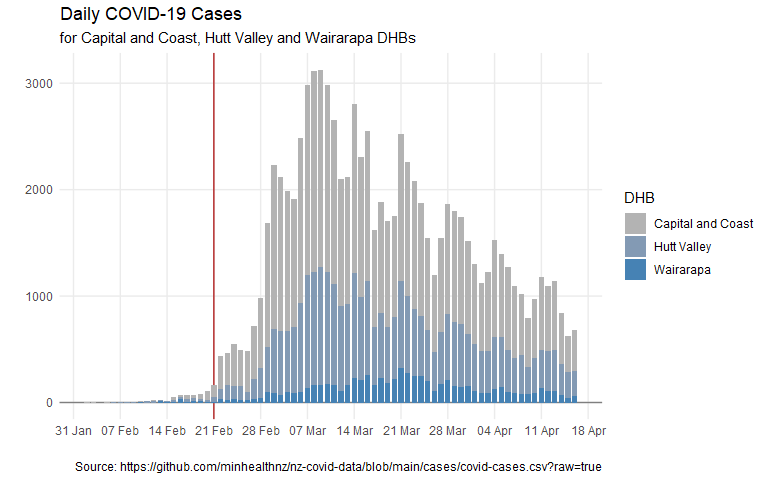 Daily COVID-19 Cases
for Capital and Coast, Hutt Valley and Wairarapa DHBs
3000
2000
1000
0
31 Jan 07 Feb 14 Feb 21 Feb 28 Feb 07 Mar 14 Mar 21 Mar 28 Mar 04 Apr 11 Apr 18 Apr
DHB
Capital and Coast
Hutt Valley
Wairarapa
Source: https://github.com/minhealthnz/nz-covid-data/blob/main/cases/covid-cases.csv?raw=true